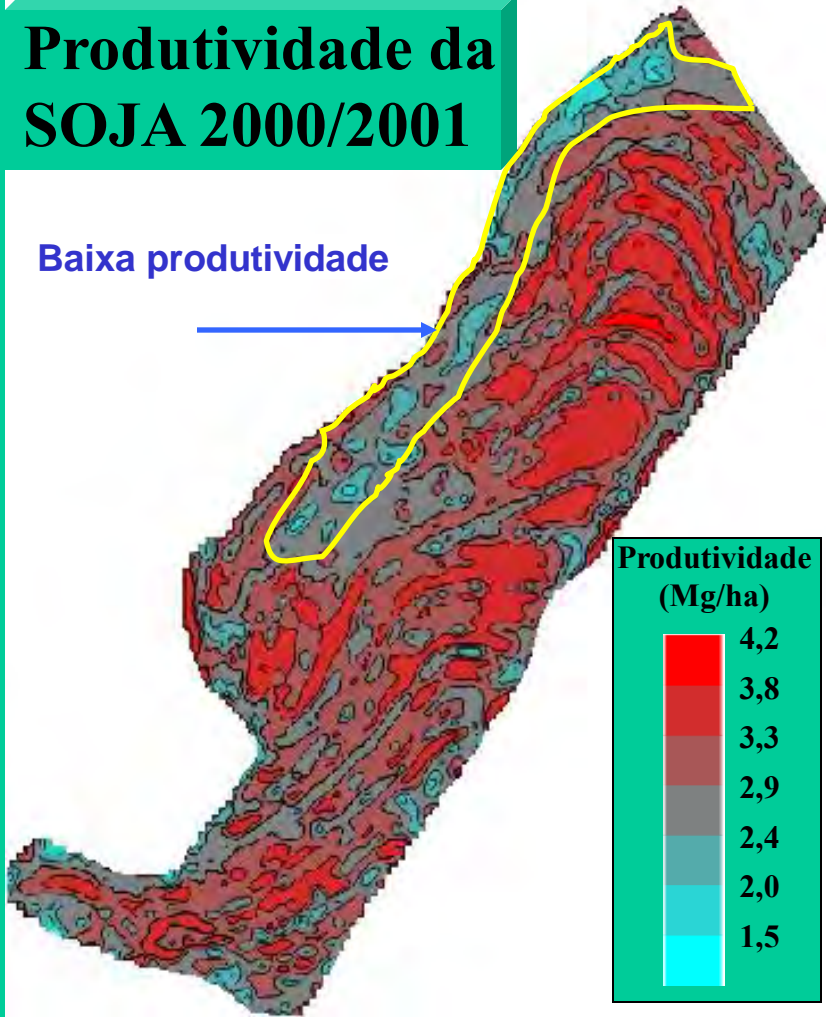 Produtividade da
SOJA 2000/2001
Baixa produtividade
Produtividade
(Mg/ha)
4,2
3,8
3,3
2,9
2,4
2,0
1,5